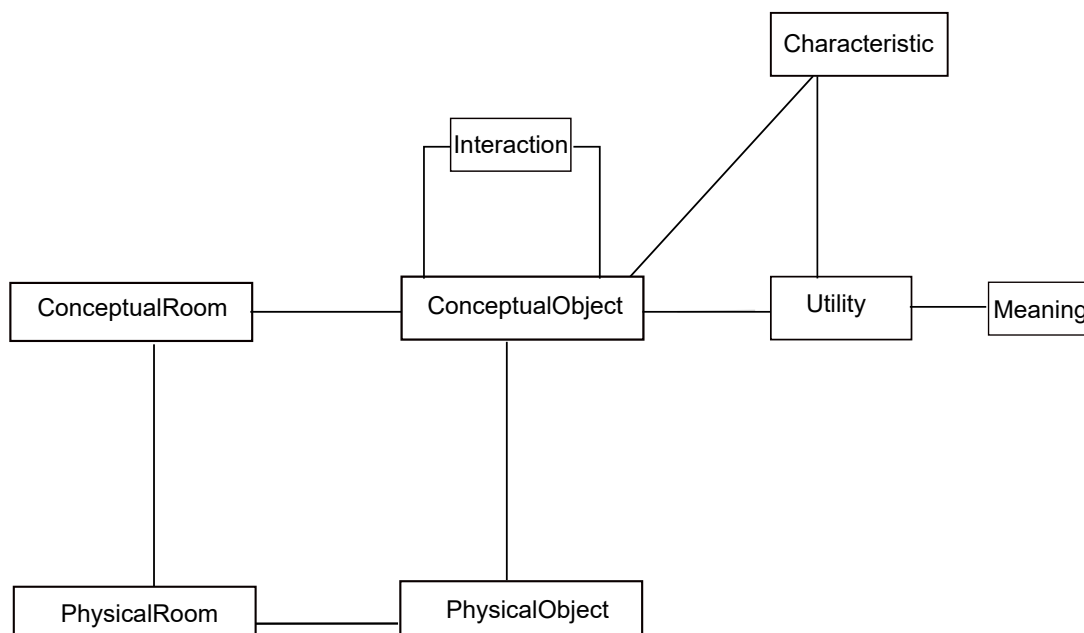 Characteristic
Interaction
ConceptualRoom
ConceptualObject
Utility
Meaning
PhysicalRoom
PhysicalObject